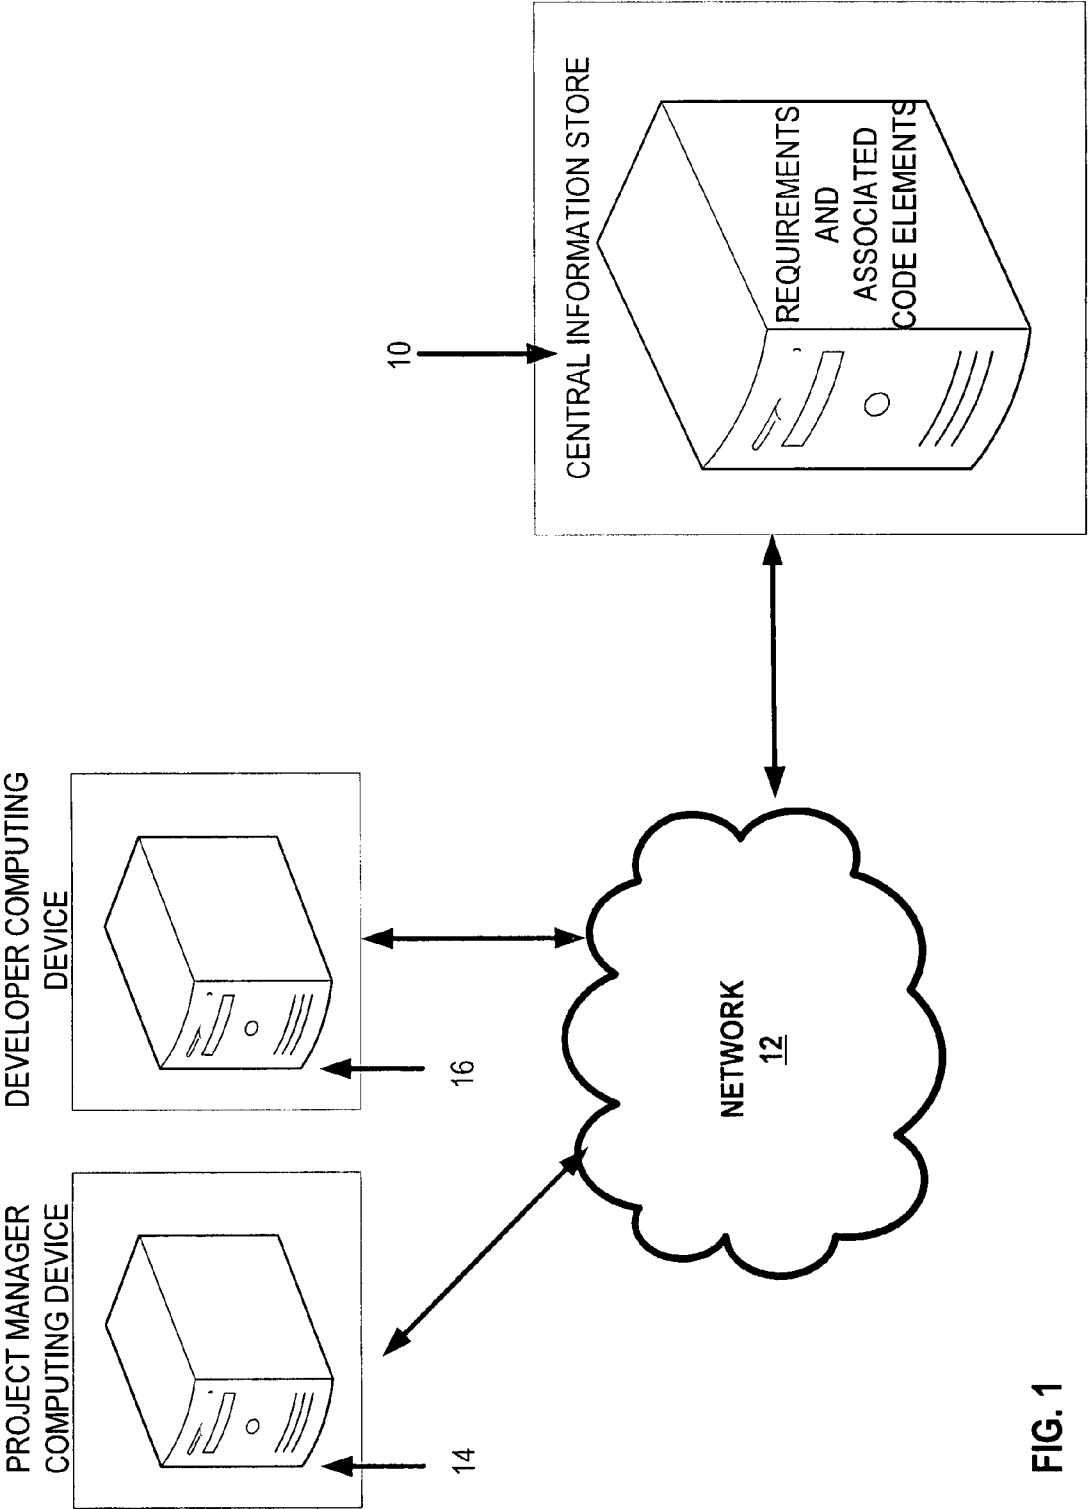 PROJECT MANAGER
COMPUTING DEVICE
14
DEVELOPER COMPUTING
DEVICE
16
10
CENTRAL INFORMATION STORE
REQUIREMENTS
AND
ASSOCIATED
CODE ELEMENTS
NETWORK
12
FIG. 1